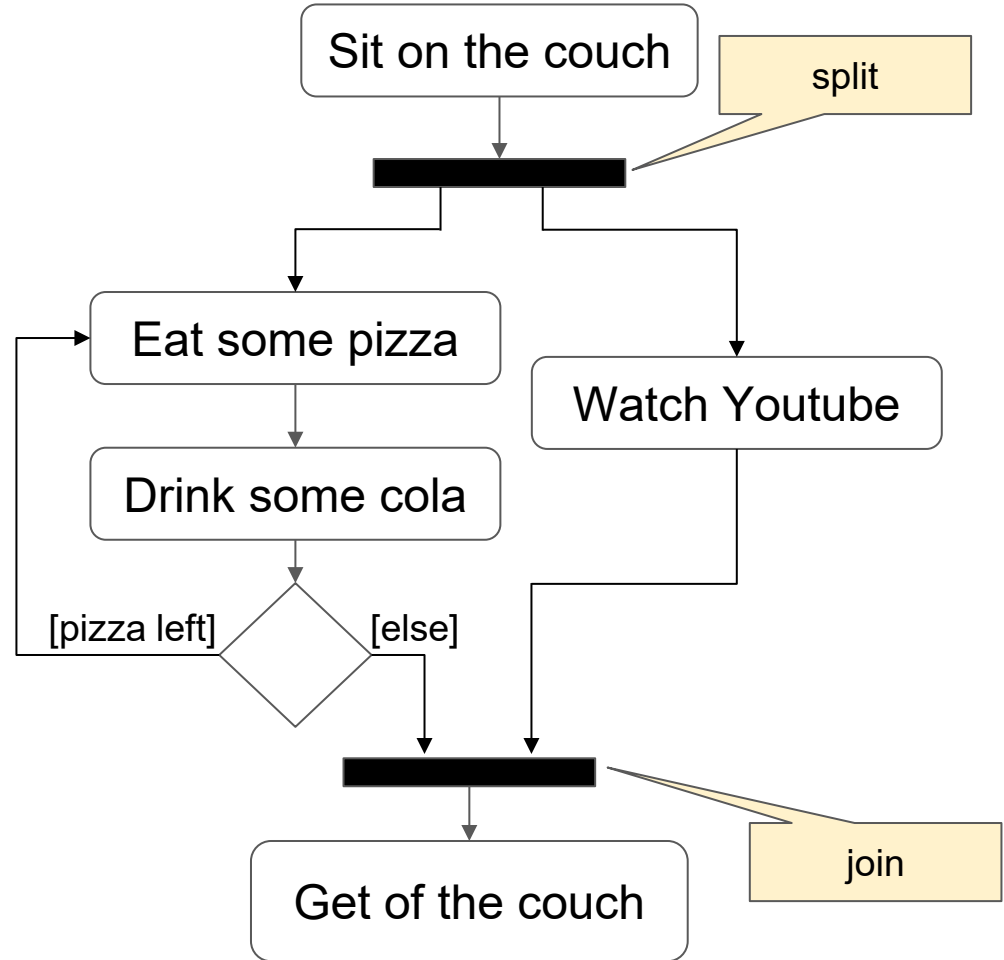 Sit on the couch
split
Eat some pizza
Watch Youtube
Drink some cola
[pizza left]
[else]
join
Get of the couch